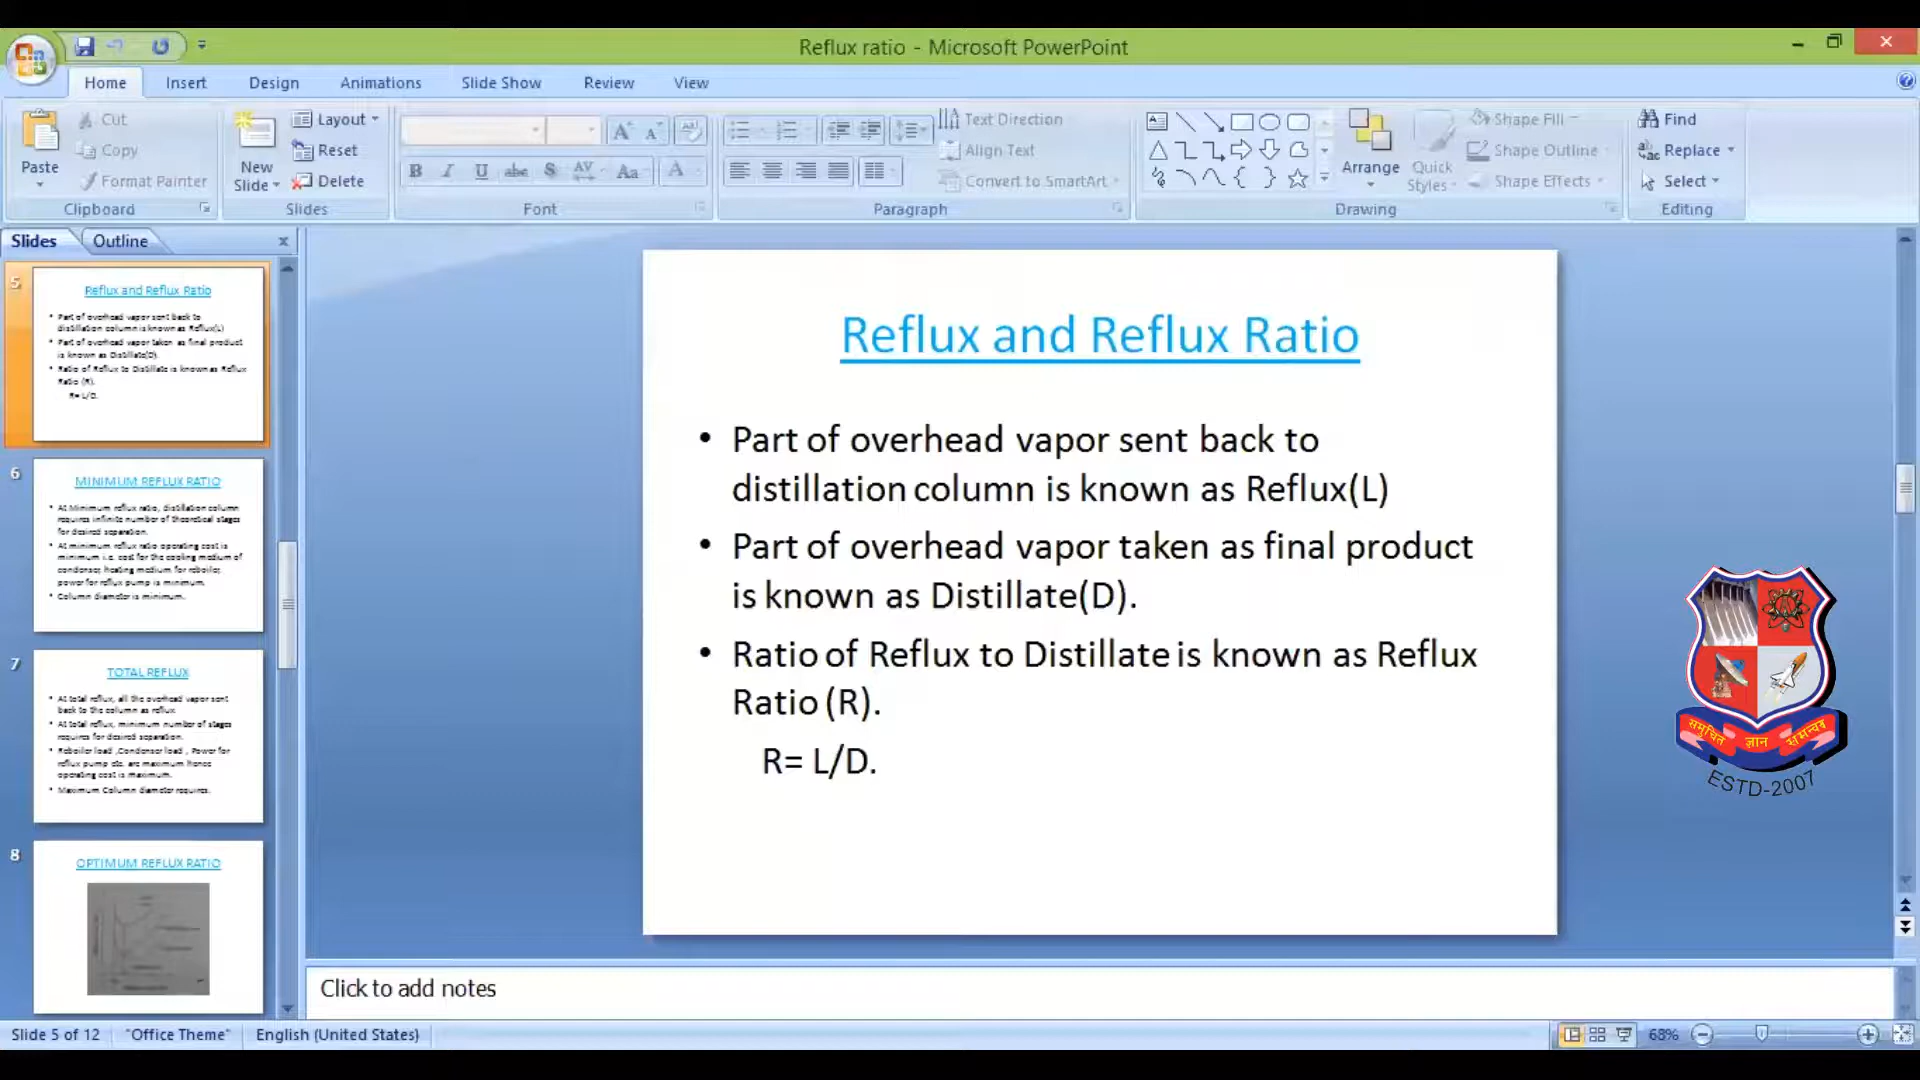 Reflux ratio - Microsoft PowerPoint
Home Insert Design Animations Slide Show Review View
Paste
Cut
Copy
Format Painter
Clipboard
New
Slide
Layout
Reset
Delete
Slides
Font
Text Direction
Align Text
Convert to SmartArt
Paragraph
Arrange
Quick
Styles
Shape Fill
Shape Outline
Shape Effects
Drawing
Find
Replace
Select
Editing
Slides Outline
5
Reflux and Reflux Ratio
• Part of overhead vapor sent back to
distillation column is known as Reflux(L)
• Part of overhead vapor taken as final product
is known as Distillate(D).
• Ratio of Reflux to Distillate is known as Reflux
Ratio (R).
R= L/D.
6
MINIMUM REFLUX RATIO
• At Minimum reflux ratio, distillation column
requires infinite number of theoretical stages
for desired separation.
• At minimum reflux ratio operating cost is
minimum i.e. cost for the cooling medium of
condenser, heating medium for reboiler,
power for reflux pump is minimum.
• Column diameter is minimum.
7
TOTAL REFLUX
• At total reflux, all the overhead vapor sent
back to the column as reflux.
• At total reflux, minimum number of stages
requires for desired separation.
• Reboiler load ,Condenser load , Power for
reflux pump etc. are maximum hence
operating cost is maximum.
• Maximum Column diameter requires.
8
OPTIMUM REFLUX RATIO
Reflux and Reflux Ratio
• Part of overhead vapor sent back to
distillation column is known as Reflux(L)
• Part of overhead vapor taken as final product
is known as Distillate(D).
• Ratio of Reflux to Distillate is known as Reflux
Ratio (R).
R= L/D.
समुचित ज्ञान समन्वय
ESTD-2007
Click to add notes
Slide 5 of 12 "Office Theme" English (United States) 68%